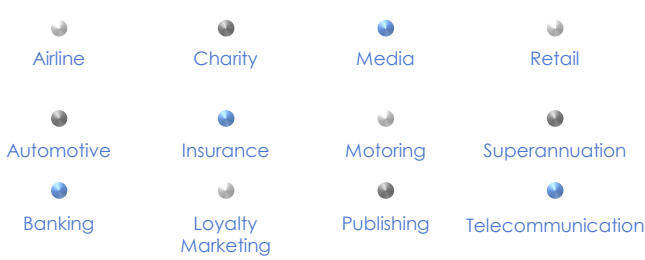 Airline
Charity
Media
Retail
Automotive
Insurance
Motoring
Superannuation
Banking
Loyalty
Marketing
Publishing
Telecommunication